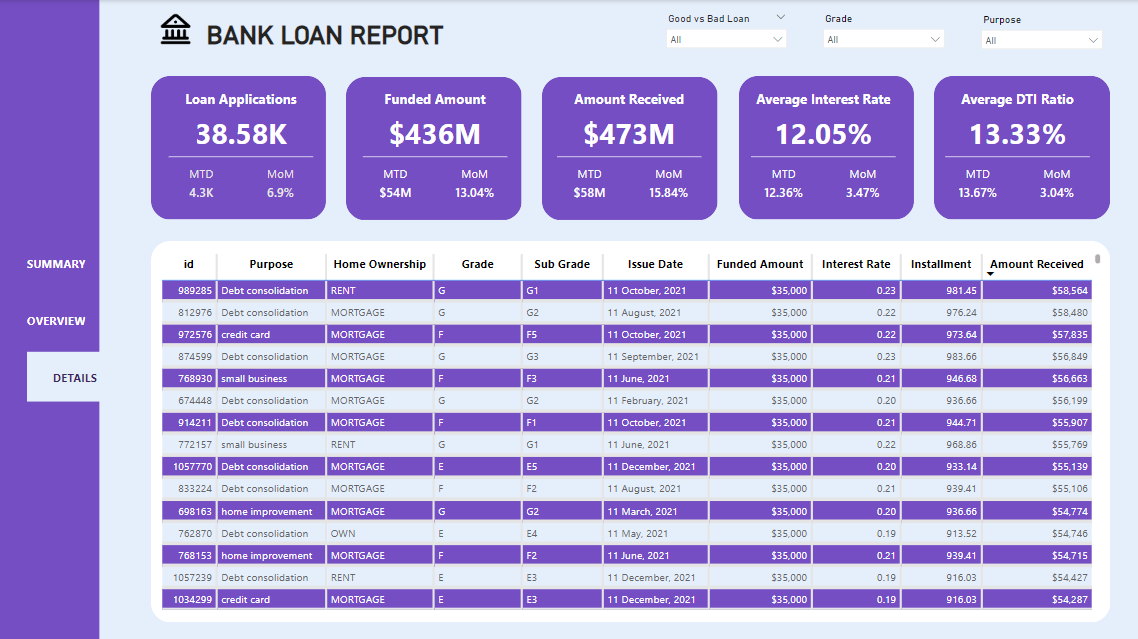 Good vs Bad Loan Grade Purpose
BANK LOAN REPORT
All All All
Loan Applications Funded Amount Amount Received Average Interest Rate Average DTI Ratio
38.58K $436M $473M 12.05% 13.33%
MTD MoM MTD MoM MTD MoM MTD MoM MTD MoM
4.3K 6.9% $54M 13.04% $58M 15.84% 12.36% 3.47% 13.67% 3.04%
SUMMARY
OVERVIEW
DETAILS
id Purpose Home Ownership Grade Sub Grade Issue Date Funded Amount Interest Rate Installment Amount Received
989285 Debt consolidation RENT G G1 11 October, 2021 $35,000 0.23 981.45 $58,564
812976 Debt consolidation MORTGAGE G G2 11 August, 2021 $35,000 0.22 976.24 $58,480
972576 credit card MORTGAGE F F5 11 October, 2021 $35,000 0.22 973.64 $57,835
874599 Debt consolidation MORTGAGE G G3 11 September, 2021 $35,000 0.23 983.66 $56,849
768930 small business MORTGAGE F F3 11 June, 2021 $35,000 0.21 946.68 $56,663
674448 Debt consolidation MORTGAGE G G2 11 February, 2021 $35,000 0.20 936.66 $56,199
914211 Debt consolidation MORTGAGE F F1 11 October, 2021 $35,000 0.21 944.71 $55,907
772157 small business RENT G G1 11 June, 2021 $35,000 0.22 968.86 $55,769
1057770 Debt consolidation MORTGAGE E E5 11 December, 2021 $35,000 0.20 933.14 $55,139
833224 Debt consolidation MORTGAGE F F2 11 August, 2021 $35,000 0.21 939.41 $55,106
698163 home improvement MORTGAGE G G2 11 March, 2021 $35,000 0.20 936.66 $54,774
762870 Debt consolidation OWN E E4 11 May, 2021 $35,000 0.19 913.52 $54,746
768153 home improvement MORTGAGE F F2 11 June, 2021 $35,000 0.21 939.41 $54,715
1057239 Debt consolidation RENT E E3 11 December, 2021 $35,000 0.19 916.03 $54,427
1034299 credit card MORTGAGE E E3 11 December, 2021 $35,000 0.19 916.03 $54,287